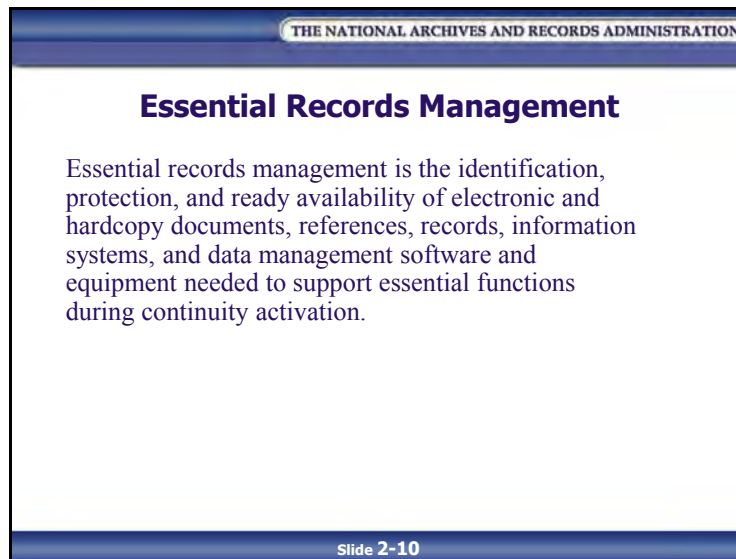 THE NATIONAL ARCHIVES AND RECORDS ADMINISTRATION
Essential Records Management
Essential records management is the identification,
protection, and ready availability of electronic and
hardcopy documents, references, records, information
systems, and data management software and
equipment needed to support essential functions
during continuity activation.
Slide 2-10